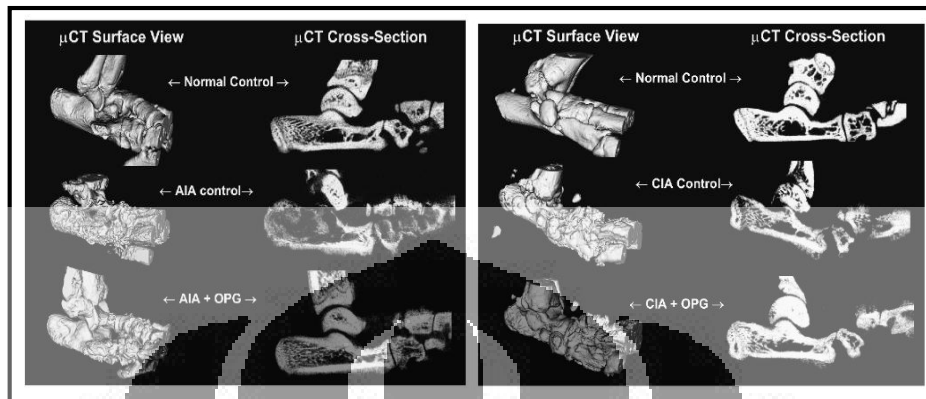 μCT Surface View
μCT Cross-Section
← Normal Control →
← AIA control →
← AIA + OPG →
μCT Surface View
μCT Cross-Section
← Normal Control →
← CIA Control →
← CIA + OPG →